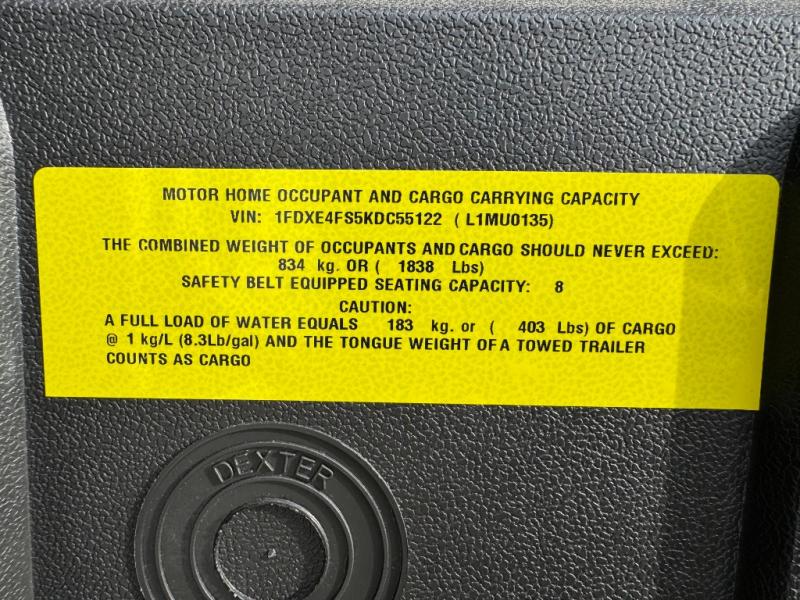 MOTOR HOME OCCUPANT AND CARGO CARRYING CAPACITY
VIN: 1FDXE4FS5KDC55122 ( L1MU0135)
THE COMBINED WEIGHT OF OCCUPANTS AND CARGO SHOULD NEVER EXCEED:
834 kg. OR ( 1838 Lbs)
SAFETY BELT EQUIPPED SEATING CAPACITY: 8
CAUTION:
A FULL LOAD OF WATER EQUALS 183 kg. or ( 403 Lbs) OF CARGO
@ 1 kg/L (8.3Lb/gal) AND THE TONGUE WEIGHT OF A TOWED TRAILER
COUNTS AS CARGO
DEXTER